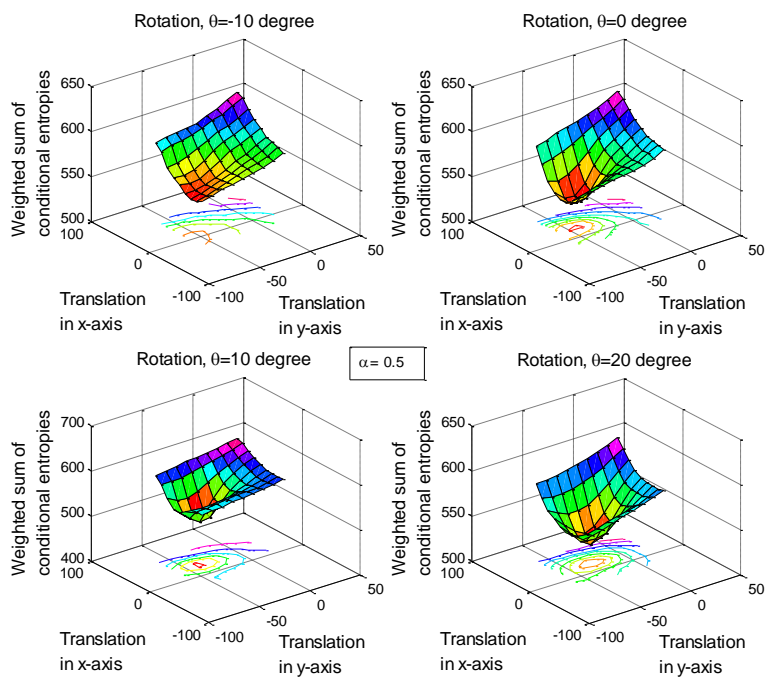 Rotation, θ=-10 degree
Weighted sum of
conditional entropies
650
600
550
500
100
0
-100
-100
-50
0
50
Translation
in x-axis
Translation
in y-axis
Rotation, θ=0 degree
Weighted sum of
conditional entropies
650
600
550
500
100
0
-100
-100
-50
0
50
Translation
in x-axis
Translation
in y-axis
α= 0.5
Rotation, θ=10 degree
Weighted sum of
conditional entropies
700
600
500
400
100
0
-100
-100
-50
0
50
Translation
in x-axis
Translation
in y-axis
Rotation, θ=20 degree
Weighted sum of
conditional entropies
650
600
550
500
100
0
-100
-100
-50
0
50
Translation
in x-axis
Translation
in y-axis